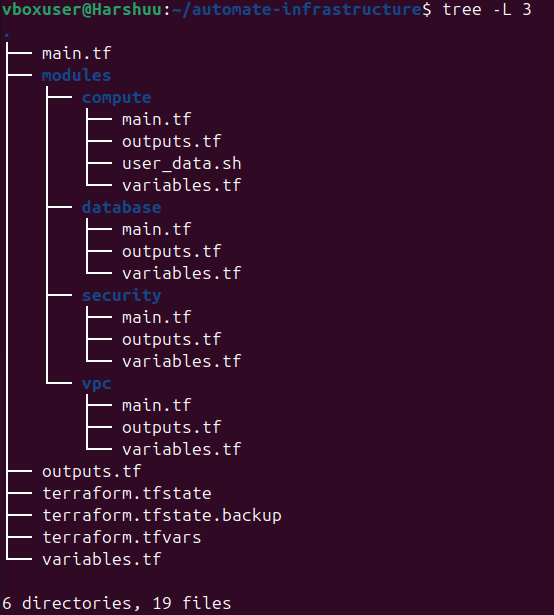 vboxuser@Harshuu:~/automate-infrastructure$ tree -L 3
.
├── main.tf
├── modules
│   ├── compute
│   │   ├── main.tf
│   │   ├── outputs.tf
│   │   ├── user_data.sh
│   │   └── variables.tf
│   ├── database
│   │   ├── main.tf
│   │   ├── outputs.tf
│   │   └── variables.tf
│   ├── security
│   │   ├── main.tf
│   │   ├── outputs.tf
│   │   └── variables.tf
│   └── vpc
│       ├── main.tf
│       ├── outputs.tf
│       └── variables.tf
├── outputs.tf
├── terraform.tfstate
├── terraform.tfstate.backup
├── terraform.tfvars
└── variables.tf

6 directories, 19 files